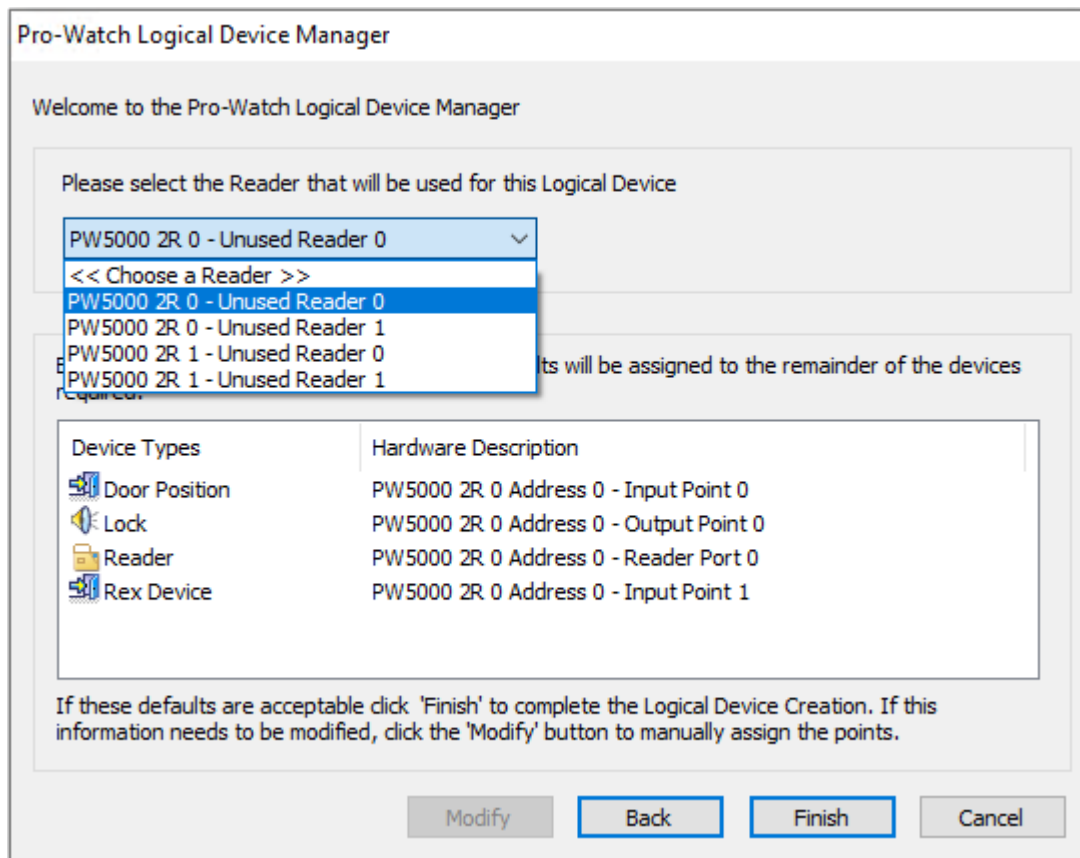 Pro-Watch Logical Device Manager
Welcome to the Pro-Watch Logical Device Manager
Please select the Reader that will be used for this Logical Device
PW5000 2R 0 - Unused Reader 0
<< Choose a Reader >>
PW5000 2R 0 - Unused Reader 0
PW5000 2R 0 - Unused Reader 1
PW5000 2R 1 - Unused Reader 0
PW5000 2R 1 - Unused Reader 1
will be assigned to the remainder of the devices
required.
Device Types Hardware Description
Door Position PW5000 2R 0 Address 0 - Input Point 0
Lock PW5000 2R 0 Address 0 - Output Point 0
Reader PW5000 2R 0 Address 0 - Reader Port 0
Rex Device PW5000 2R 0 Address 0 - Input Point 1
If these defaults are acceptable click 'Finish' to complete the Logical Device Creation. If this
information needs to be modified, click the 'Modify' button to manually assign the points.
Modify Back Finish Cancel